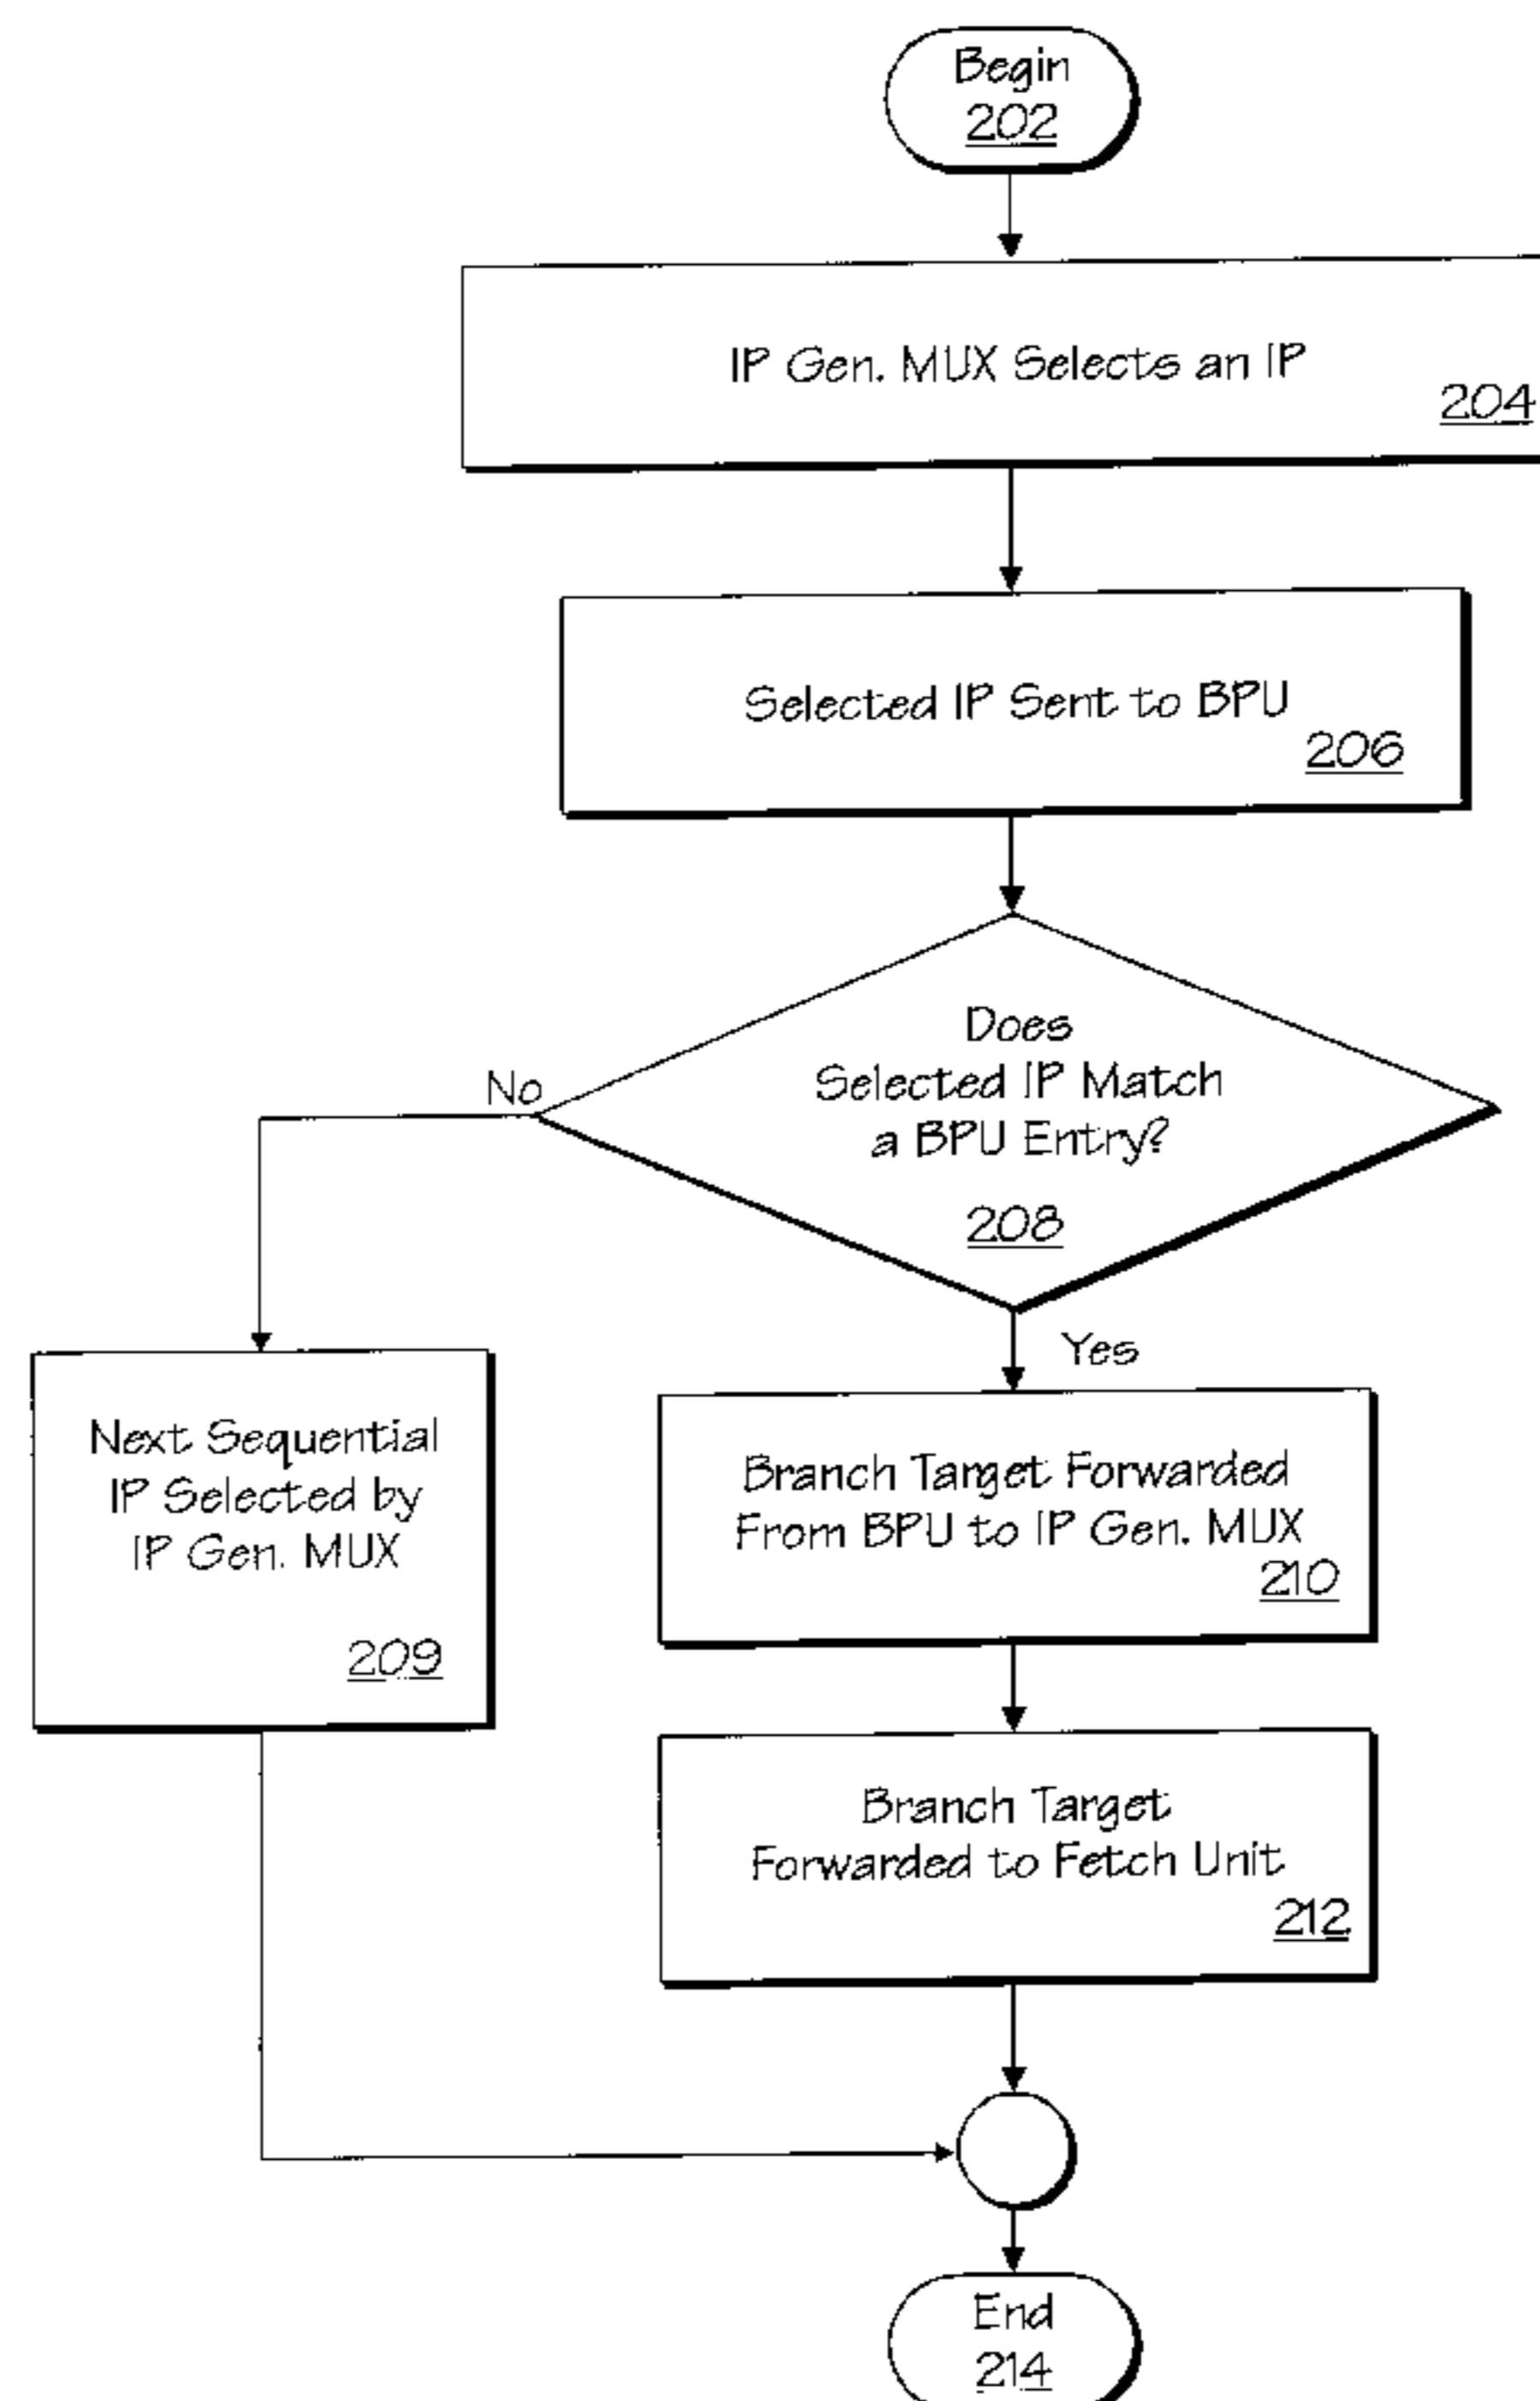 Begin
202
IP Gen. MUX Selects an IP
204
Selected IP Sent to BPU
206
Does
Selected IP Match
a BPU Entry?
208
No
Yes
Next Sequential
IP Selected by
IP Gen. MUX
209
Branch Target Forwarded
From BPU to IP Gen. MUX
210
Branch Target
Forwarded to Fetch Unit
212
End
214